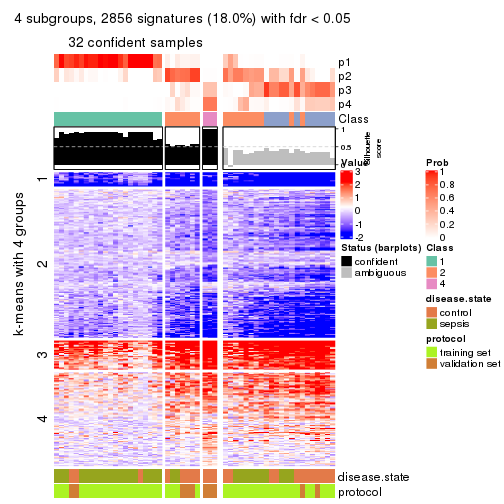 4 subgroups, 2856 signatures (18.0%) with fdr < 0.05
32 confident samples
p1
p2
p3
p4
Class
1
0.5
0
Silhouette
score
k-means with 4 groups
1
2
3
4
disease.state
protocol
Value
3
2
1
0
-1
-2
Status (barplots)
confident
ambiguous
Prob
1
0.8
0.6
0.4
0.2
0
Class
1
2
4
disease.state
control
sepsis
protocol
training set
validation set